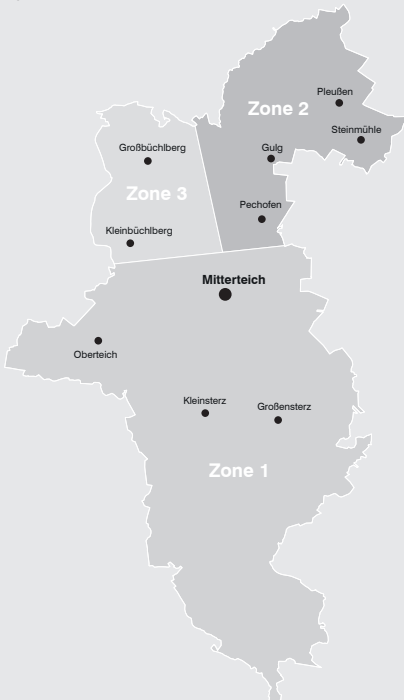 Pleußen
Zone 2
Steinmühle
Großbüchlberg
Gulg
Zone 3
Pechofen
Kleinbüchlberg
Mitterteich
Oberteich
Kleinsterz
Großensterz
Zone 1